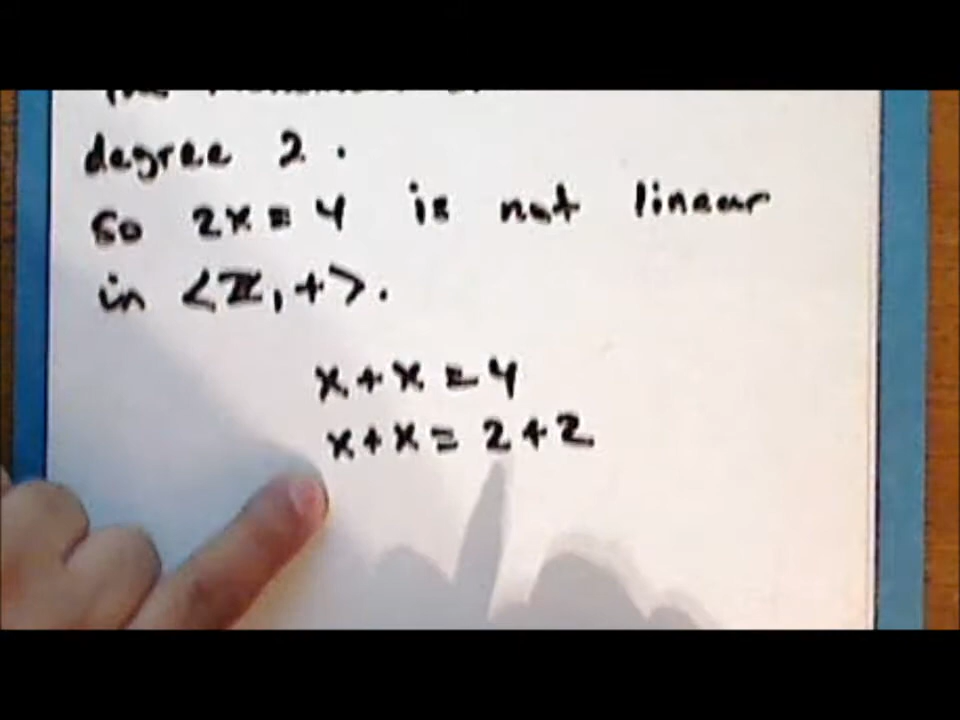 degree 2.
So 2x = 4 is not linear
in <ℤ, +>.
x + x = 4
x + x = 2 + 2